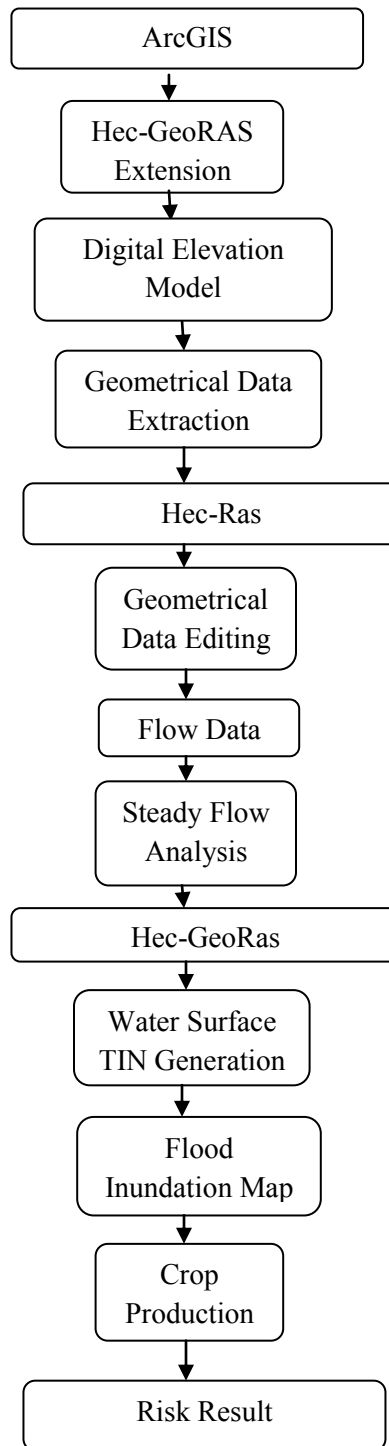 ArcGIS
Hec-GeoRAS
Extension
Digital Elevation
Model
Geometrical Data
Extraction
Hec-Ras
Geometrical
Data Editing
Flow Data
Steady Flow
Analysis
Hec-GeoRas
Water Surface
TIN Generation
Flood
Inundation Map
Crop
Production
Risk Result